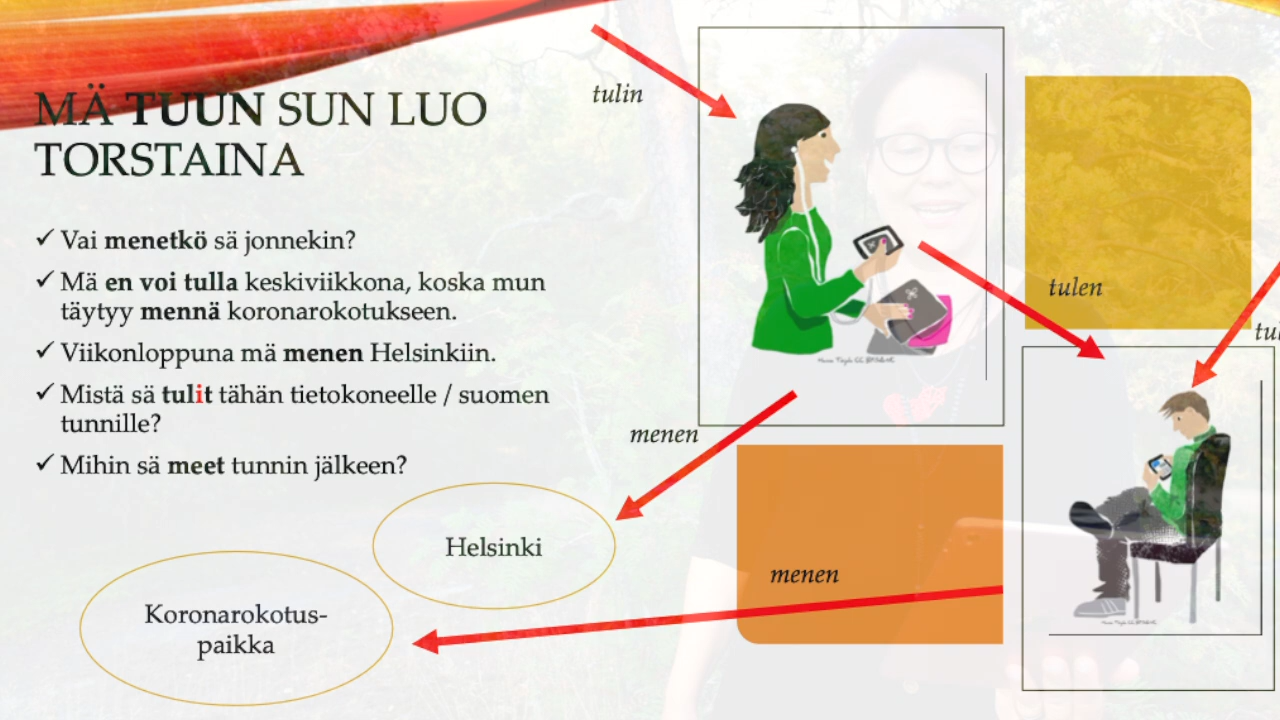 MÄ TUUN SUN LUO
TORSTAINA
✓ Vai menetkö sä jonnekin?
✓ Mä en voi tulla keskiviikkona, koska mun
täytyy mennä koronarokotukseen.
✓ Viikonloppuna mä menen Helsinkiin.
✓ Mistä sä tulit tähän tietokoneelle / suomen
tunnille?
✓ Mihin sä meet tunnin jälkeen?
tulin
tulen
menen
Helsinki
menen
Koronarokotus-
paikka